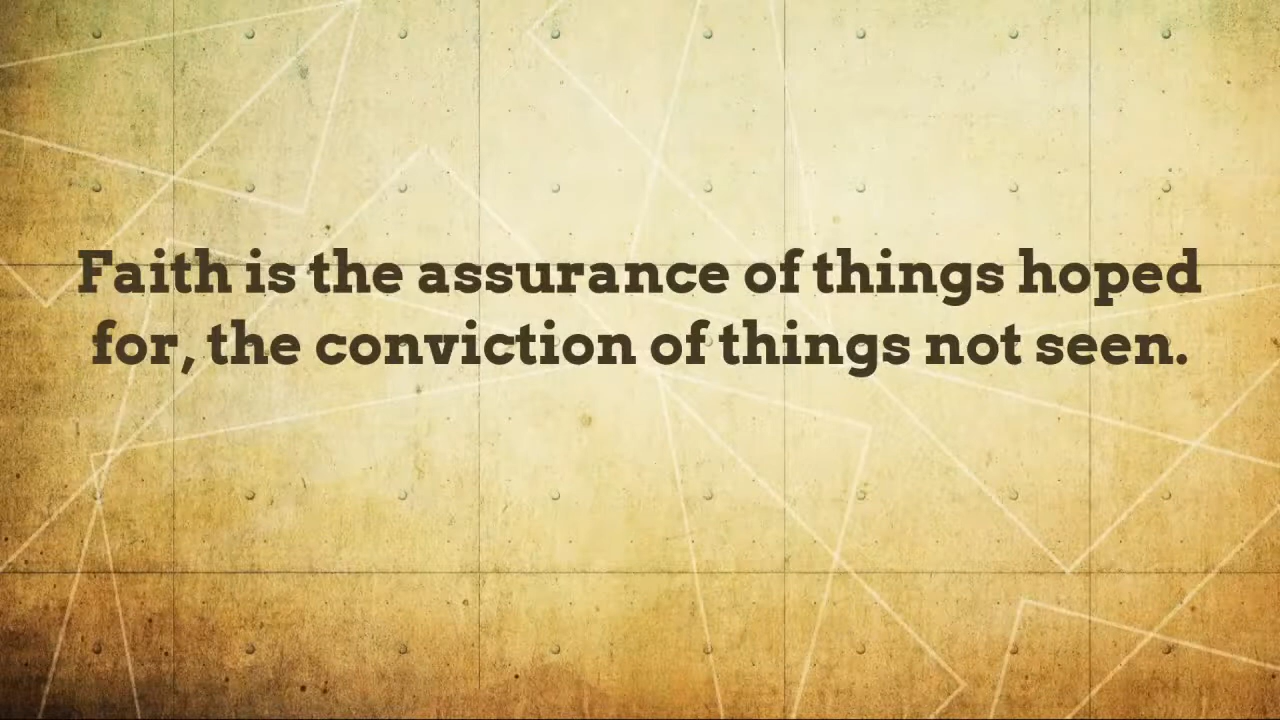 Faith is the assurance of things hoped
for, the conviction of things not seen.